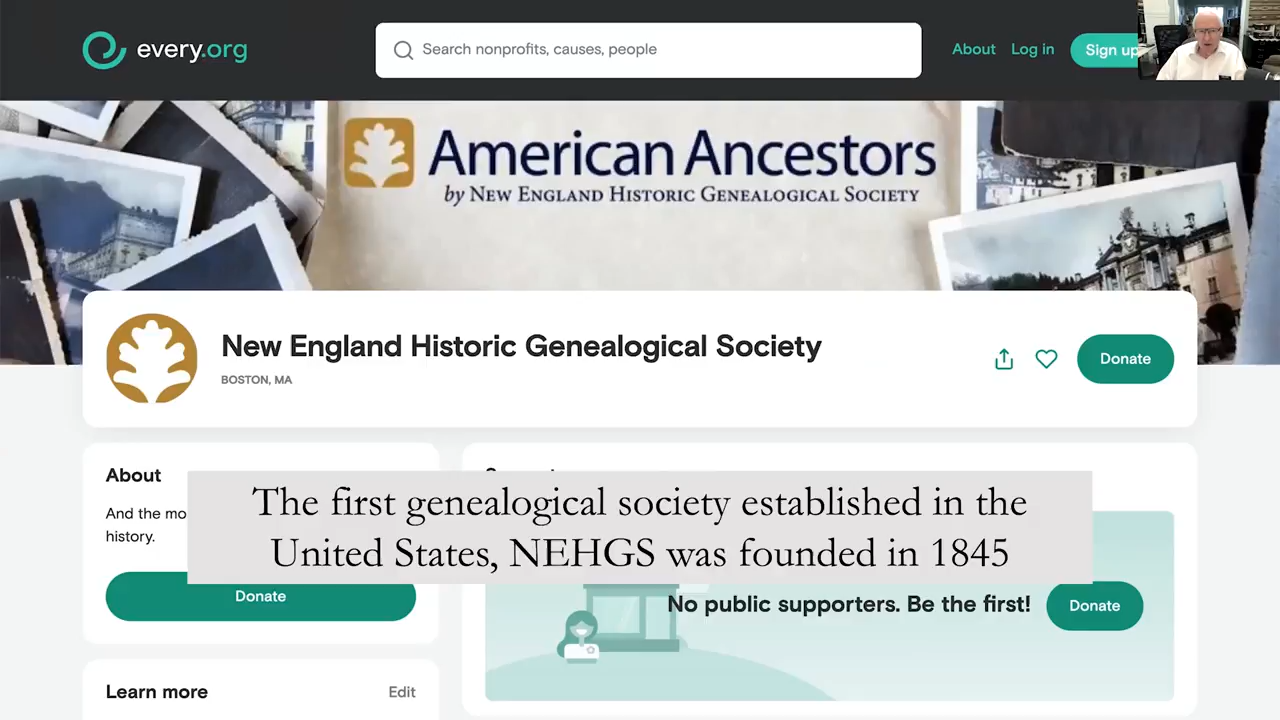 every.org
Search nonprofits, causes, people
About
Log in
Sign up
American Ancestors
by NEW ENGLAND HISTORIC GENEALOGICAL SOCIETY
New England Historic Genealogical Society
BOSTON, MA
Donate
About
And the mo
history.
Donate
The first genealogical society established in the
United States, NEHGS was founded in 1845
No public supporters. Be the first!
Donate
Learn more
Edit